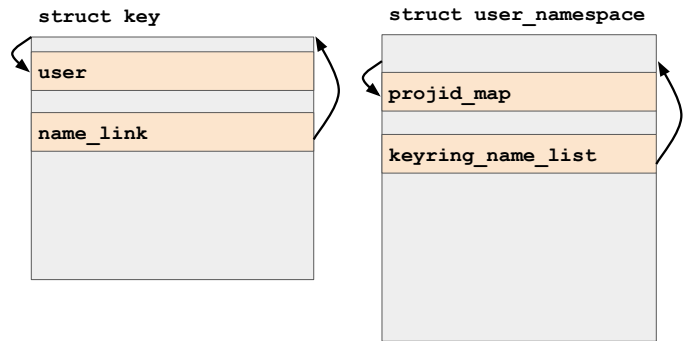 struct key
user
name_link
struct user_namespace
projid_map
keyring_name_list